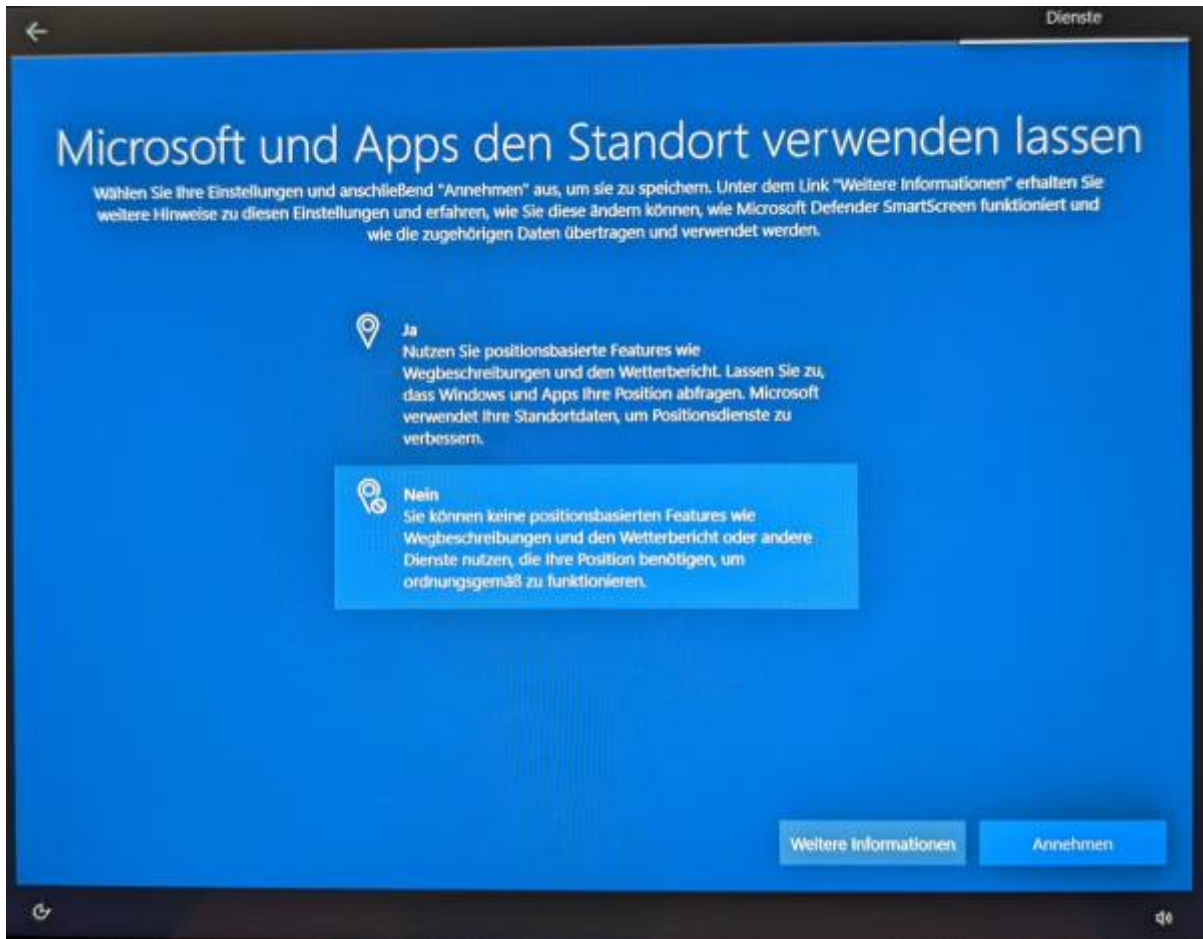 Dienste
Microsoft und Apps den Standort verwenden lassen
Wählen Sie Ihre Einstellungen und anschließend "Annehmen" aus, um sie zu speichern. Unter dem Link "Weitere Informationen" erhalten Sie
weitere Hinweise zu diesen Einstellungen und erfahren, wie Sie diese ändern können, wie Microsoft Defender SmartScreen funktioniert und
wie die zugehörigen Daten übertragen und verwendet werden.
Ja
Nutzen Sie positionsbasierte Features wie
Wegbeschreibungen und den Wetterbericht. Lassen Sie zu,
dass Windows und Apps Ihre Position abfragen. Microsoft
verwendet Ihre Standortdaten, um Positionsdienste zu
verbessern.
Nein
Sie können keine positionsbasierten Features wie
Wegbeschreibungen und den Wetterbericht oder andere
Dienste nutzen, die Ihre Position benötigen, um
ordnungsgemäß zu funktionieren.
Weitere Informationen
Annehmen